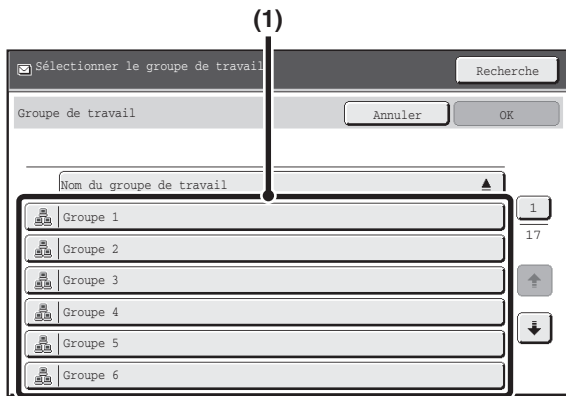 (1)
Sélectionner le groupe de travail
Recherche
Groupe de travail
Annuler
OK
Nom du groupe de travail
Groupe 1
1
17
Groupe 2
Groupe 3
Groupe 4
Groupe 5
Groupe 6